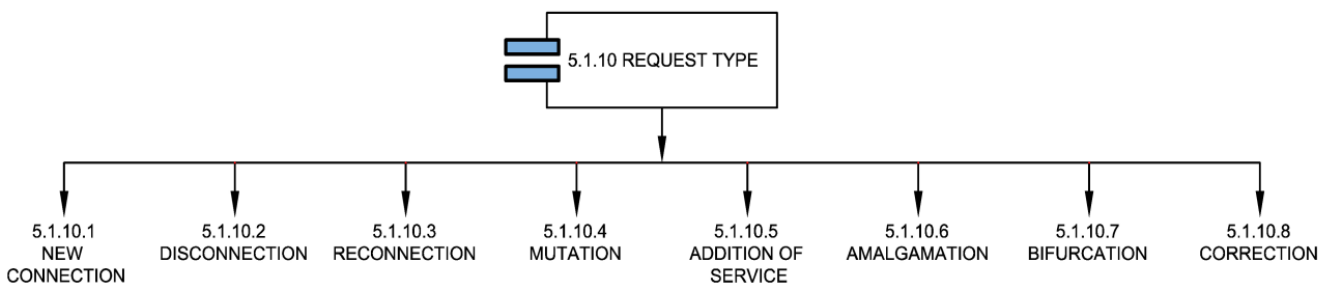 5.1.10 REQUEST TYPE
5.1.10.1
NEW
CONNECTION
5.1.10.2
DISCONNECTION
5.1.10.3
RECONNECTION
5.1.10.4
MUTATION
5.1.10.5
ADDITION OF
SERVICE
5.1.10.6
AMALGAMATION
5.1.10.7
BIFURCATION
5.1.10.8
CORRECTION